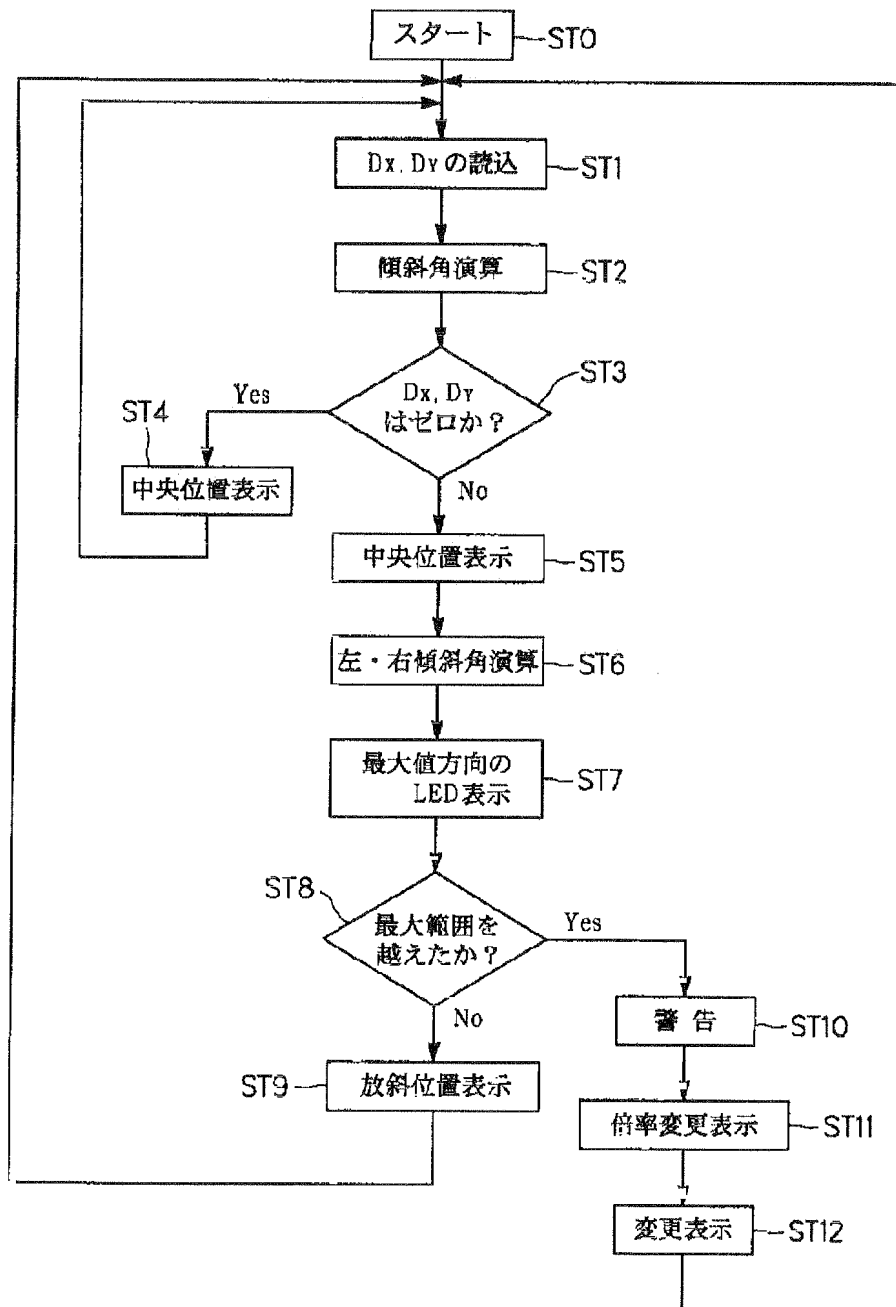 スタート
ST0
Dx, Dyの読込
ST1
傾斜角演算
ST2
Dx, Dy
はゼロか?
ST3
Yes
ST4
中央位置表示
No
中央位置表示
ST5
左・右傾斜角演算
ST6
最大値方向の
LED表示
ST7
ST8
最大範囲を
越えたか?
Yes
No
ST9
放斜位置表示
警告
ST10
倍率変更表示
ST11
変更表示
ST12